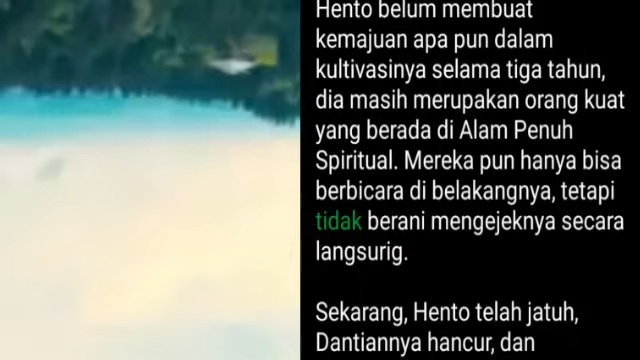 Hento belum membuat
kemajuan apa pun dalam
kultivasinya selama tiga tahun,
dia masih merupakan orang kuat
yang berada di Alam Penuh
Spiritual. Mereka pun hanya bisa
berbicara di belakangnya, tetapi
tidak berani mengejeknya secara
langsurig.
Sekarang, Hento telah jatuh,
Dantiannya hancur, dan